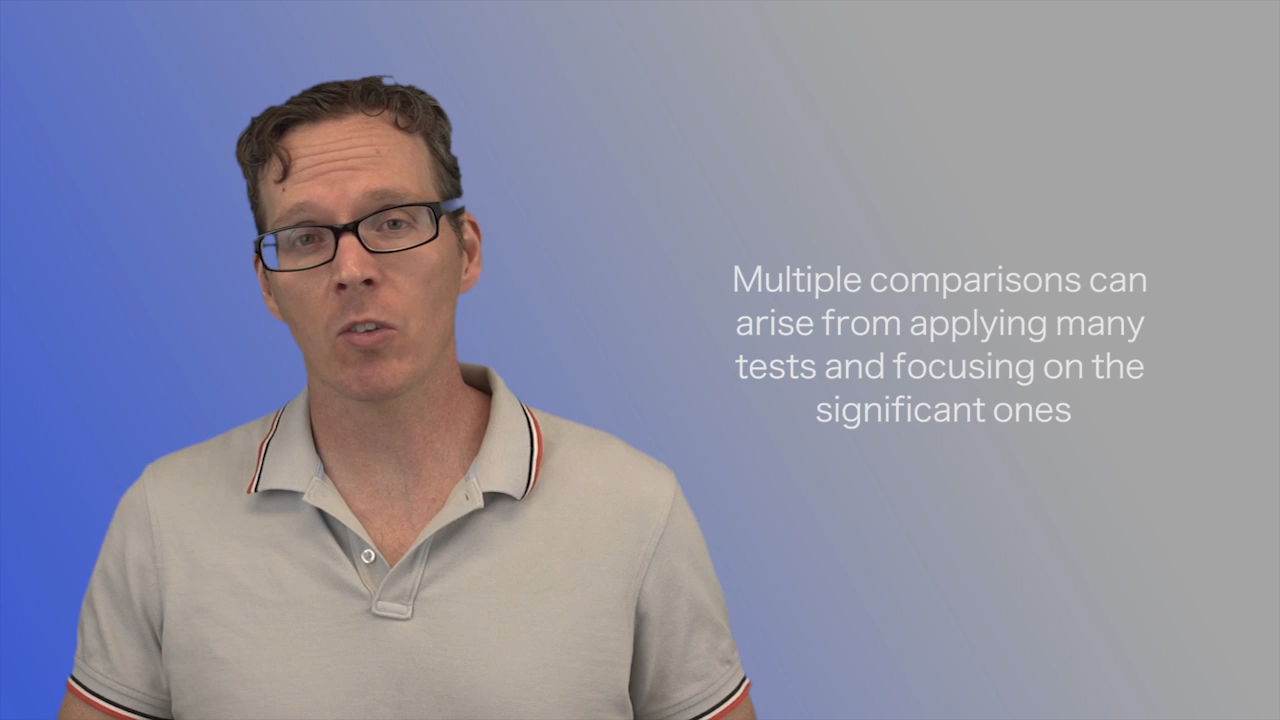 Multiple comparisons can
arise from applying many
tests and focusing on the
significant ones